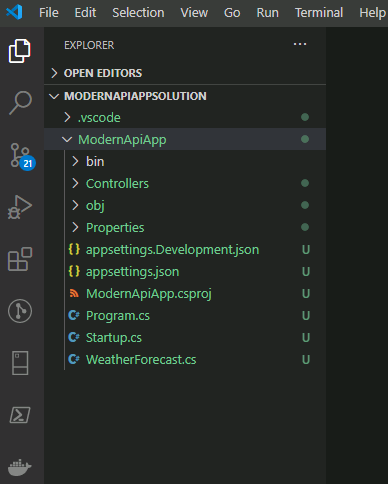 File Edit Selection View Go Run Terminal Help
EXPLORER
OPEN EDITORS
MODERNAPIAPPSOLUTION
.vscode
ModernApiApp
bin
Controllers
obj
Properties
{ } appsettings.Development.json U
{ } appsettings.json U
ModernApiApp.csproj U
C# Program.cs U
C# Startup.cs U
C# WeatherForecast.cs U
21